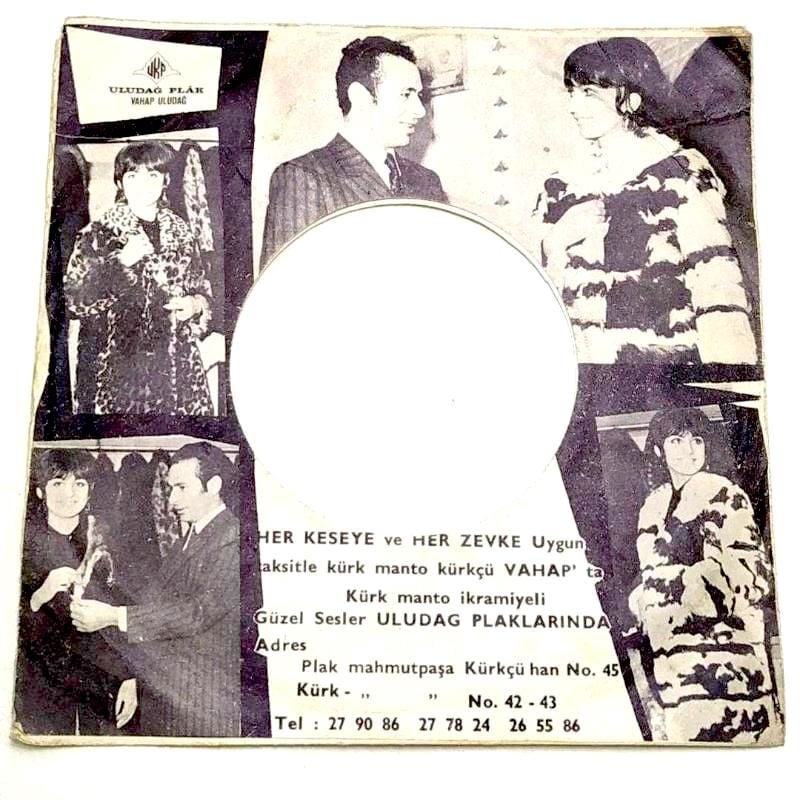 UKP
ULUDAĞ PLÂK
VAHAP ULUDAĞ
HER KESEYE ve HER ZEVKE Uygun
taksitle kürk manto kürkçü VAHAP' ta
Kürk manto ikramiyeli
Güzel Sesler ULUDAG PLAKLARINDA
Adres
Plak mahmutpaşa Kürkçü han No. 45
Kürk - „ „ No. 42 - 43
Tel : 27 90 86 27 78 24 26 55 86